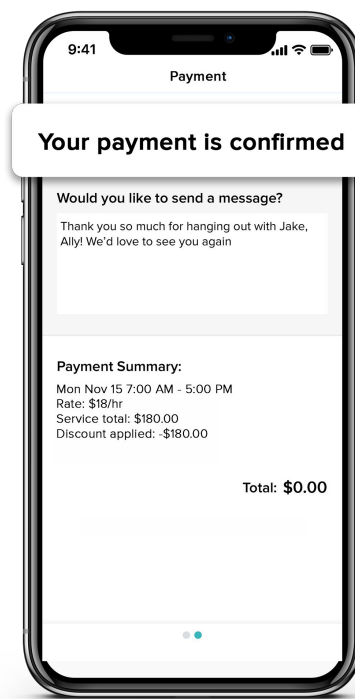 9:41
Payment
Your payment is confirmed
Would you like to send a message?
Thank you so much for hanging out with Jake,
Ally! We’d love to see you again
Payment Summary:
Mon Nov 15 7:00 AM - 5:00 PM
Rate: $18/hr
Service total: $180.00
Discount applied: -$180.00
Total: $0.00